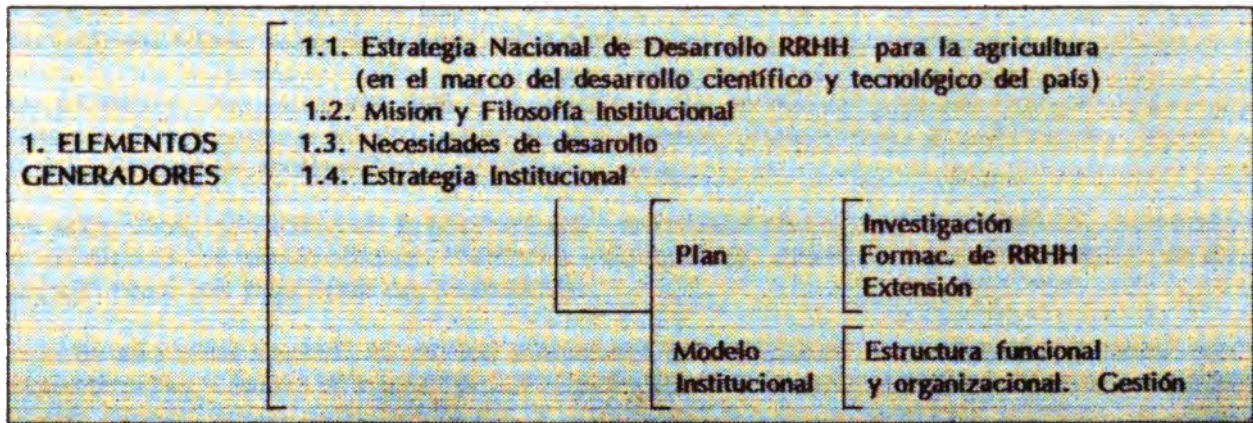 1. ELEMENTOS
GENERADORES
1.1. Estrategia Nacional de Desarrollo RRHH para la agricultura
(en el marco del desarrollo científico y tecnológico del país)
1.2. Mision y Filosofía Institucional
1.3. Necesidades de desarollo
1.4. Estrategia Institucional
Plan
Investigación
Formac. de RRHH
Extensión
Modelo
Institucional
Estructura funcional
y organizacional. Gestión